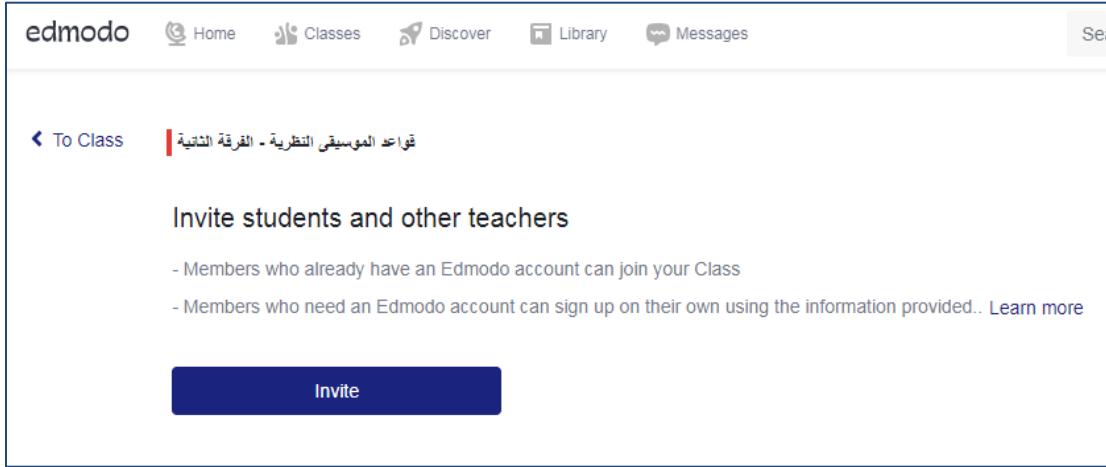 edmodo Home Classes Discover Library Messages Sea
To Class
قواعد الموسيقى النظرية - الفرقة الثانية
Invite students and other teachers
- Members who already have an Edmodo account can join your Class
- Members who need an Edmodo account can sign up on their own using the information provided.. Learn more
Invite